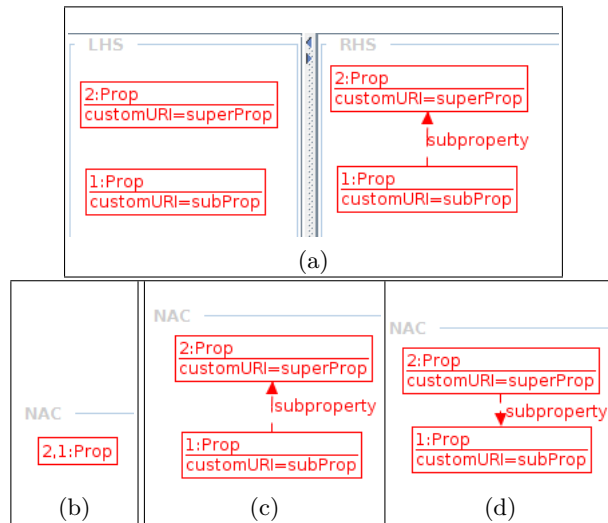 LHS
2:Prop
customURI=superProp
1:Prop
customURI=subProp
RHS
2:Prop
customURI=superProp
subproperty
1:Prop
customURI=subProp
(a)
NAC
2,1:Prop
(b)
NAC
2:Prop
customURI=superProp
subproperty
1:Prop
customURI=subProp
(c)
NAC
2:Prop
customURI=superProp
subproperty
1:Prop
customURI=subProp
(d)